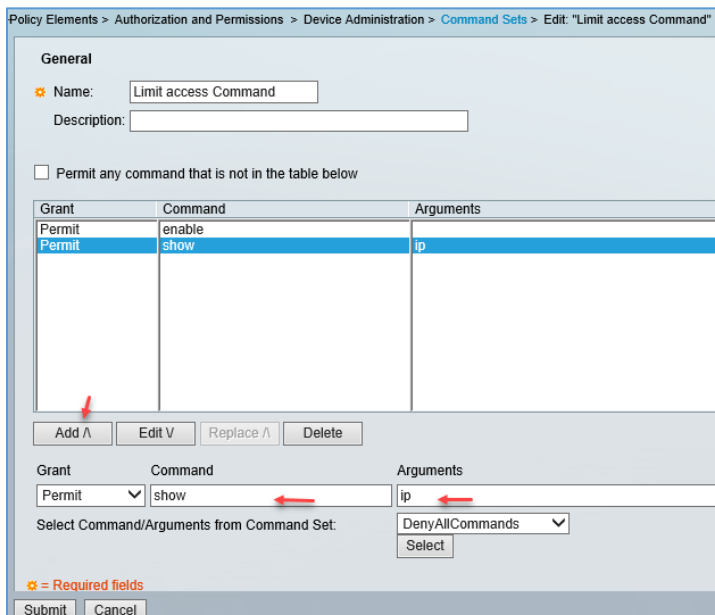 Policy Elements > Authorization and Permissions > Device Administration > Command Sets > Edit: "Limit access Command"
General
Name: Limit access Command
Description:
Permit any command that is not in the table below
Grant Command Arguments
Permit enable
Permit show ip
Add /\ Edit \/ Replace /\ Delete
Grant Command Arguments
Permit show ip
Select Command/Arguments from Command Set: DenyAllCommands
Select
= Required fields
Submit Cancel